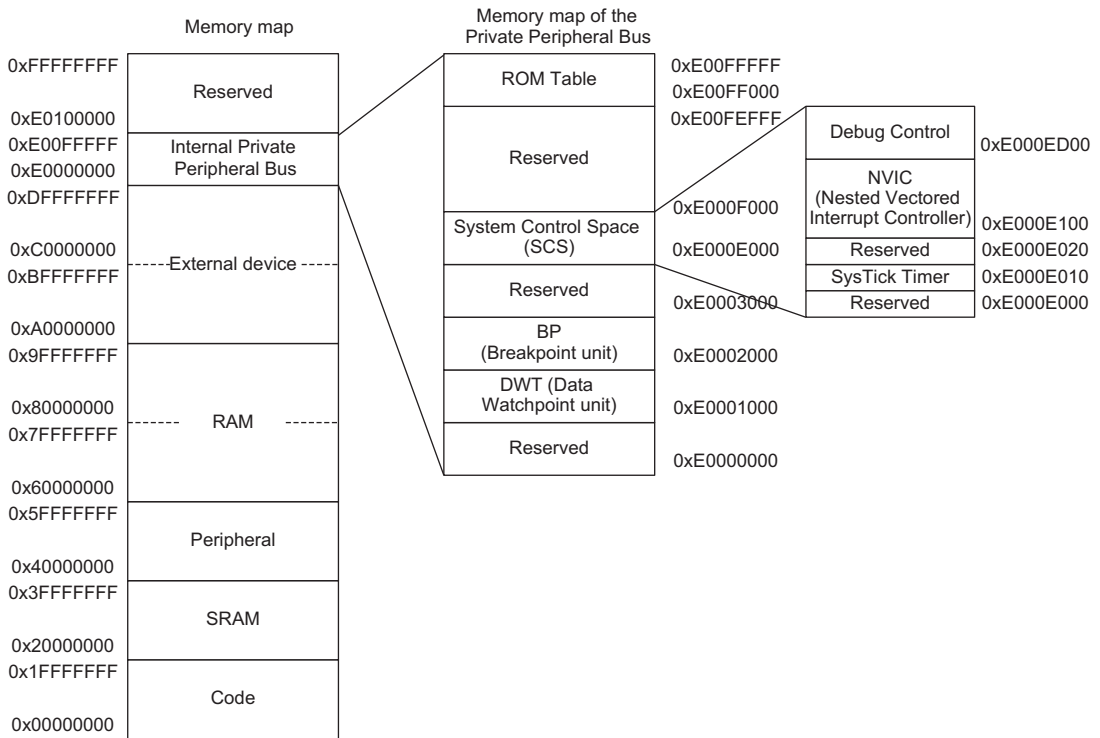 Memory map
0xFFFFFFFF
Reserved
0xE0100000
0xE00FFFFF
Internal Private
Peripheral Bus
0xE0000000
0xDFFFFFFF
0xC0000000
External device
0xBFFFFFFF
0xA0000000
0x9FFFFFFF
0x80000000
RAM
0x7FFFFFFF
0x60000000
0x5FFFFFFF
Peripheral
0x40000000
0x3FFFFFFF
SRAM
0x20000000
0x1FFFFFFF
Code
0x00000000
Memory map of the
Private Peripheral Bus
ROM Table
0xE00FFFFF
0xE00FF000
0xE00FEFFF
Reserved
0xE000F000
System Control Space
(SCS)
0xE000E000
Reserved
0xE0003000
BP
(Breakpoint unit)
0xE0002000
DWT (Data
Watchpoint unit)
0xE0001000
Reserved
0xE0000000
Debug Control
0xE000ED00
NVIC
(Nested Vectored
Interrupt Controller)
0xE000E100
Reserved
0xE000E020
SysTick Timer
0xE000E010
Reserved
0xE000E000